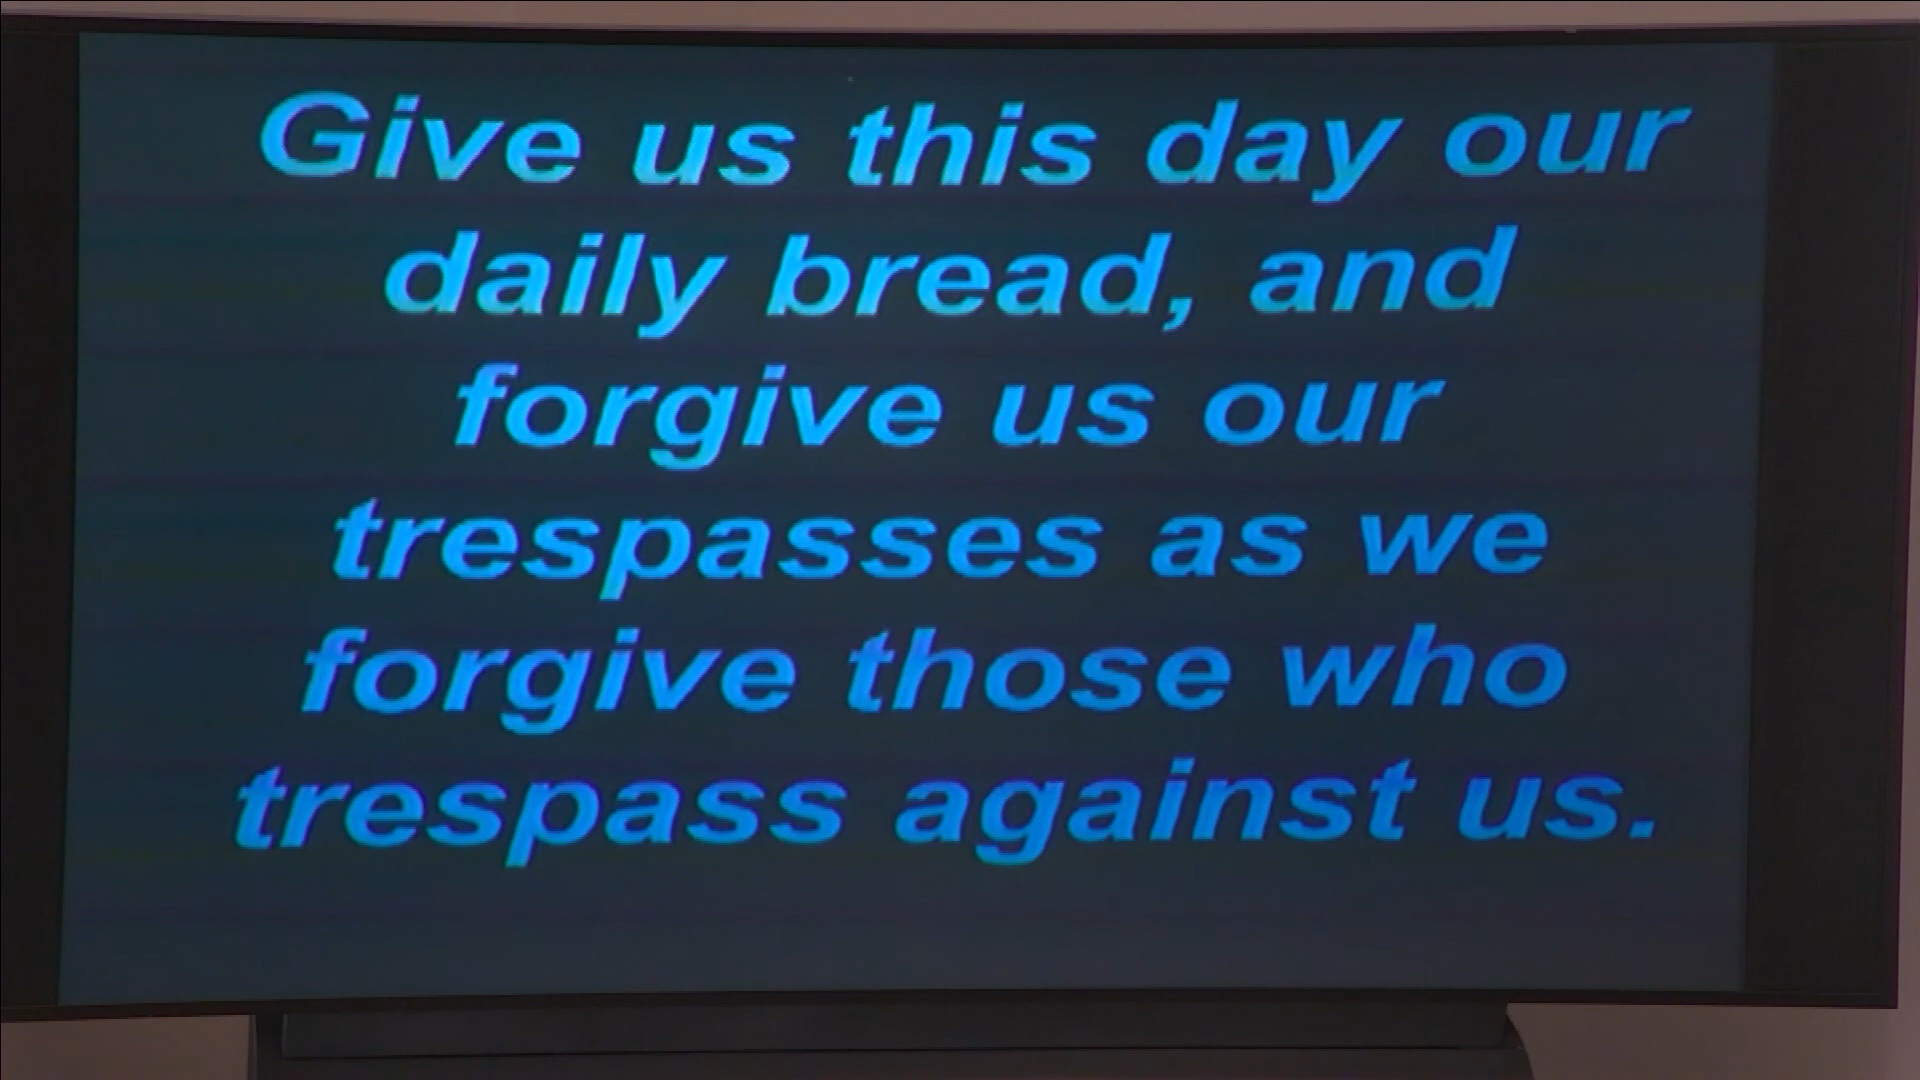 Give us this day our
daily bread, and
forgive us our
trespasses as we
forgive those who
trespass against us.